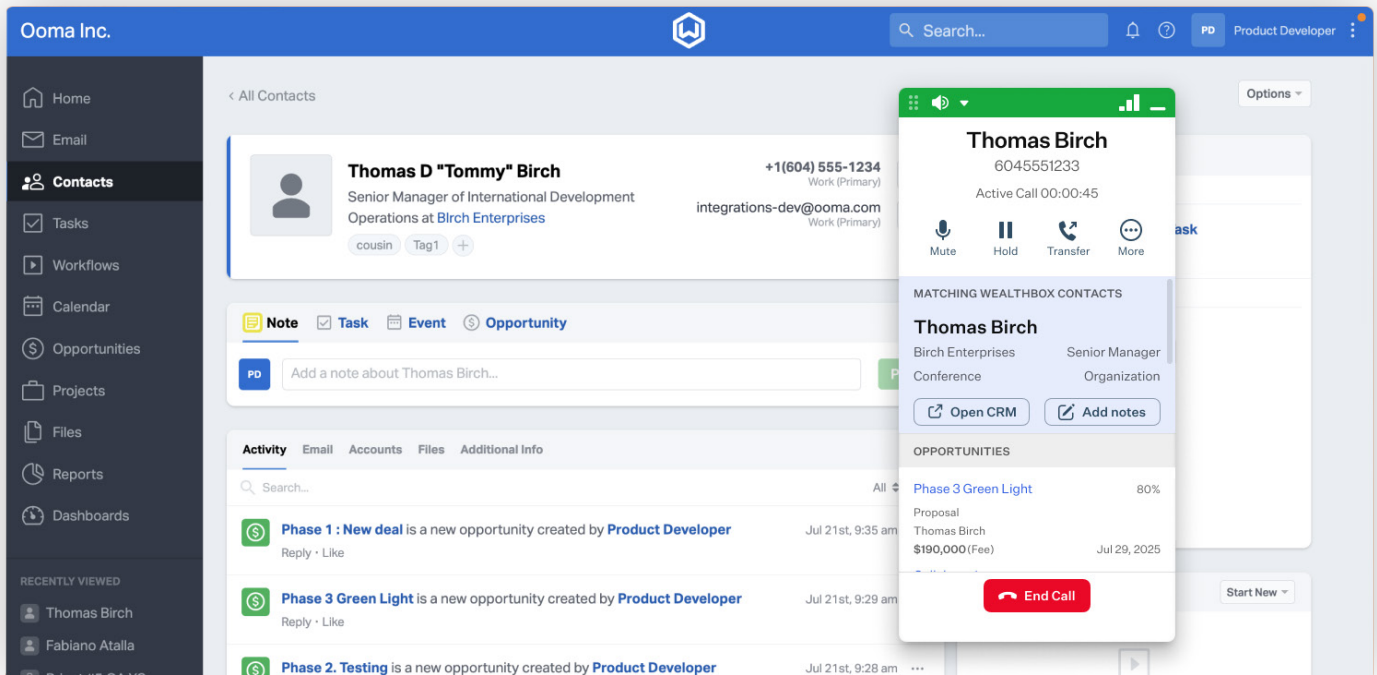 Ooma Inc.
Search...
PD
Product Developer
Home
Email
Contacts
Tasks
Workflows
Calendar
Opportunities
Projects
Files
Reports
Dashboards
RECENTLY VIEWED
Thomas Birch
Fabiano Atalla
< All Contacts
Options
Thomas D "Tommy" Birch
Senior Manager of International Development
Operations at BIrch Enterprises
cousin Tag1 +
+1(604) 555-1234
Work (Primary)
integrations-dev@ooma.com
Work (Primary)
Note Task Event Opportunity
PD
Add a note about Thomas Birch...
P
Activity Email Accounts Files Additional Info
Search...
All
Phase 1 : New deal is a new opportunity created by Product Developer
Jul 21st, 9:35 am
Reply • Like
Phase 3 Green Light is a new opportunity created by Product Developer
Jul 21st, 9:29 am
Reply • Like
Phase 2. Testing is a new opportunity created by Product Developer
Jul 21st, 9:28 am ...
Thomas Birch
6045551233
Active Call 00:00:45
Mute Hold Transfer More
MATCHING WEALTHBOX CONTACTS
Thomas Birch
Birch Enterprises Senior Manager
Conference Organization
Open CRM Add notes
OPPORTUNITIES
Phase 3 Green Light 80%
Proposal
Thomas Birch
$190,000 (Fee) Jul 29, 2025
End Call
ask
Start New